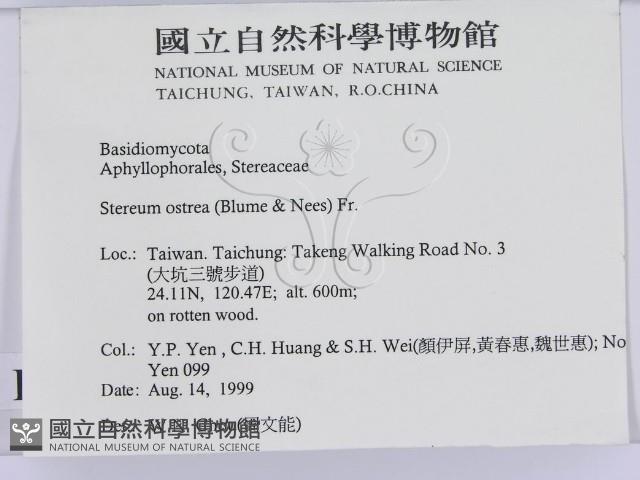 國立自然科學博物館
NATIONAL MUSEUM OF NATURAL SCIENCE
TAICHUNG, TAIWAN, R.O.CHINA
Basidiomycota
Aphyllophorales, Stereaceae
Stereum ostrea (Blume & Nees) Fr.
Loc.: Taiwan. Taichung: Takeng Walking Road No. 3
(大坑三號步道)
24.11N, 120.47E; alt. 600m;
on rotten wood.
Col.: Y.P. Yen , C.H. Huang & S.H. Wei(顏伊屏,黃春惠,魏世惠); No
Yen 099
Date: Aug. 14, 1999
文能)
國立自然科學博物館
NATIONAL MUSEUM OF NATURAL SCIENCE